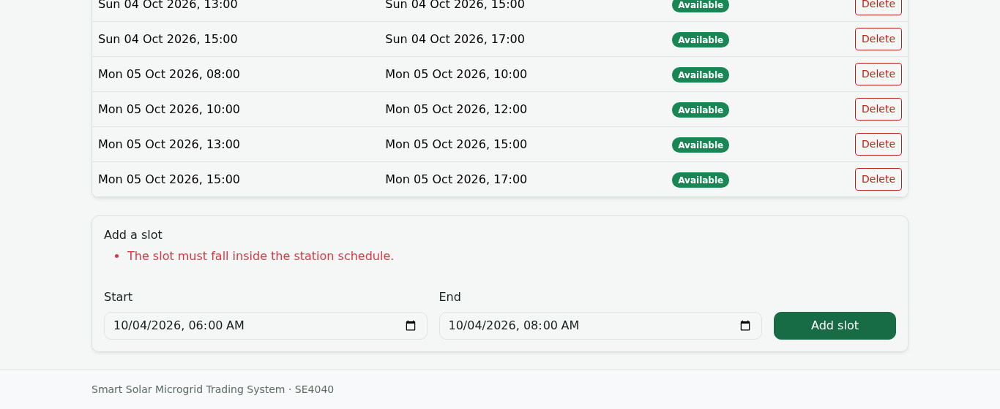 Sun 04 Oct 2026, 13:00 Sun 04 Oct 2026, 15:00 Available Delete
Sun 04 Oct 2026, 15:00 Sun 04 Oct 2026, 17:00 Available Delete
Mon 05 Oct 2026, 08:00 Mon 05 Oct 2026, 10:00 Available Delete
Mon 05 Oct 2026, 10:00 Mon 05 Oct 2026, 12:00 Available Delete
Mon 05 Oct 2026, 13:00 Mon 05 Oct 2026, 15:00 Available Delete
Mon 05 Oct 2026, 15:00 Mon 05 Oct 2026, 17:00 Available Delete
Add a slot
• The slot must fall inside the station schedule.
Start End
10/04/2026, 06:00 AM 10/04/2026, 08:00 AM Add slot
Smart Solar Microgrid Trading System · SE4040